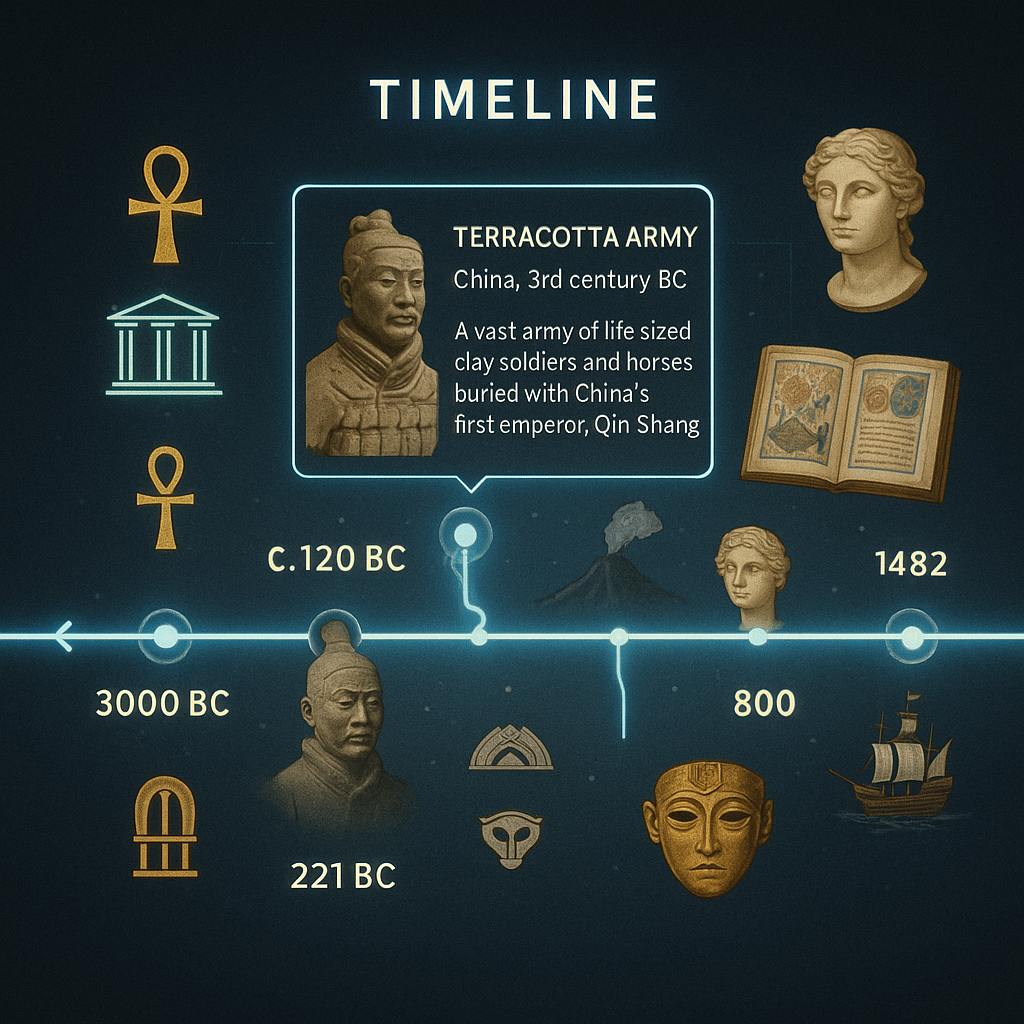 TIMELINE
TERRACOTTA ARMY
China, 3rd century BC
A vast army of life sized
clay soldiers and horses
buried with China's
first emperor, Qin Shang
C.120 BC
1482
3000 BC
800
221 BC